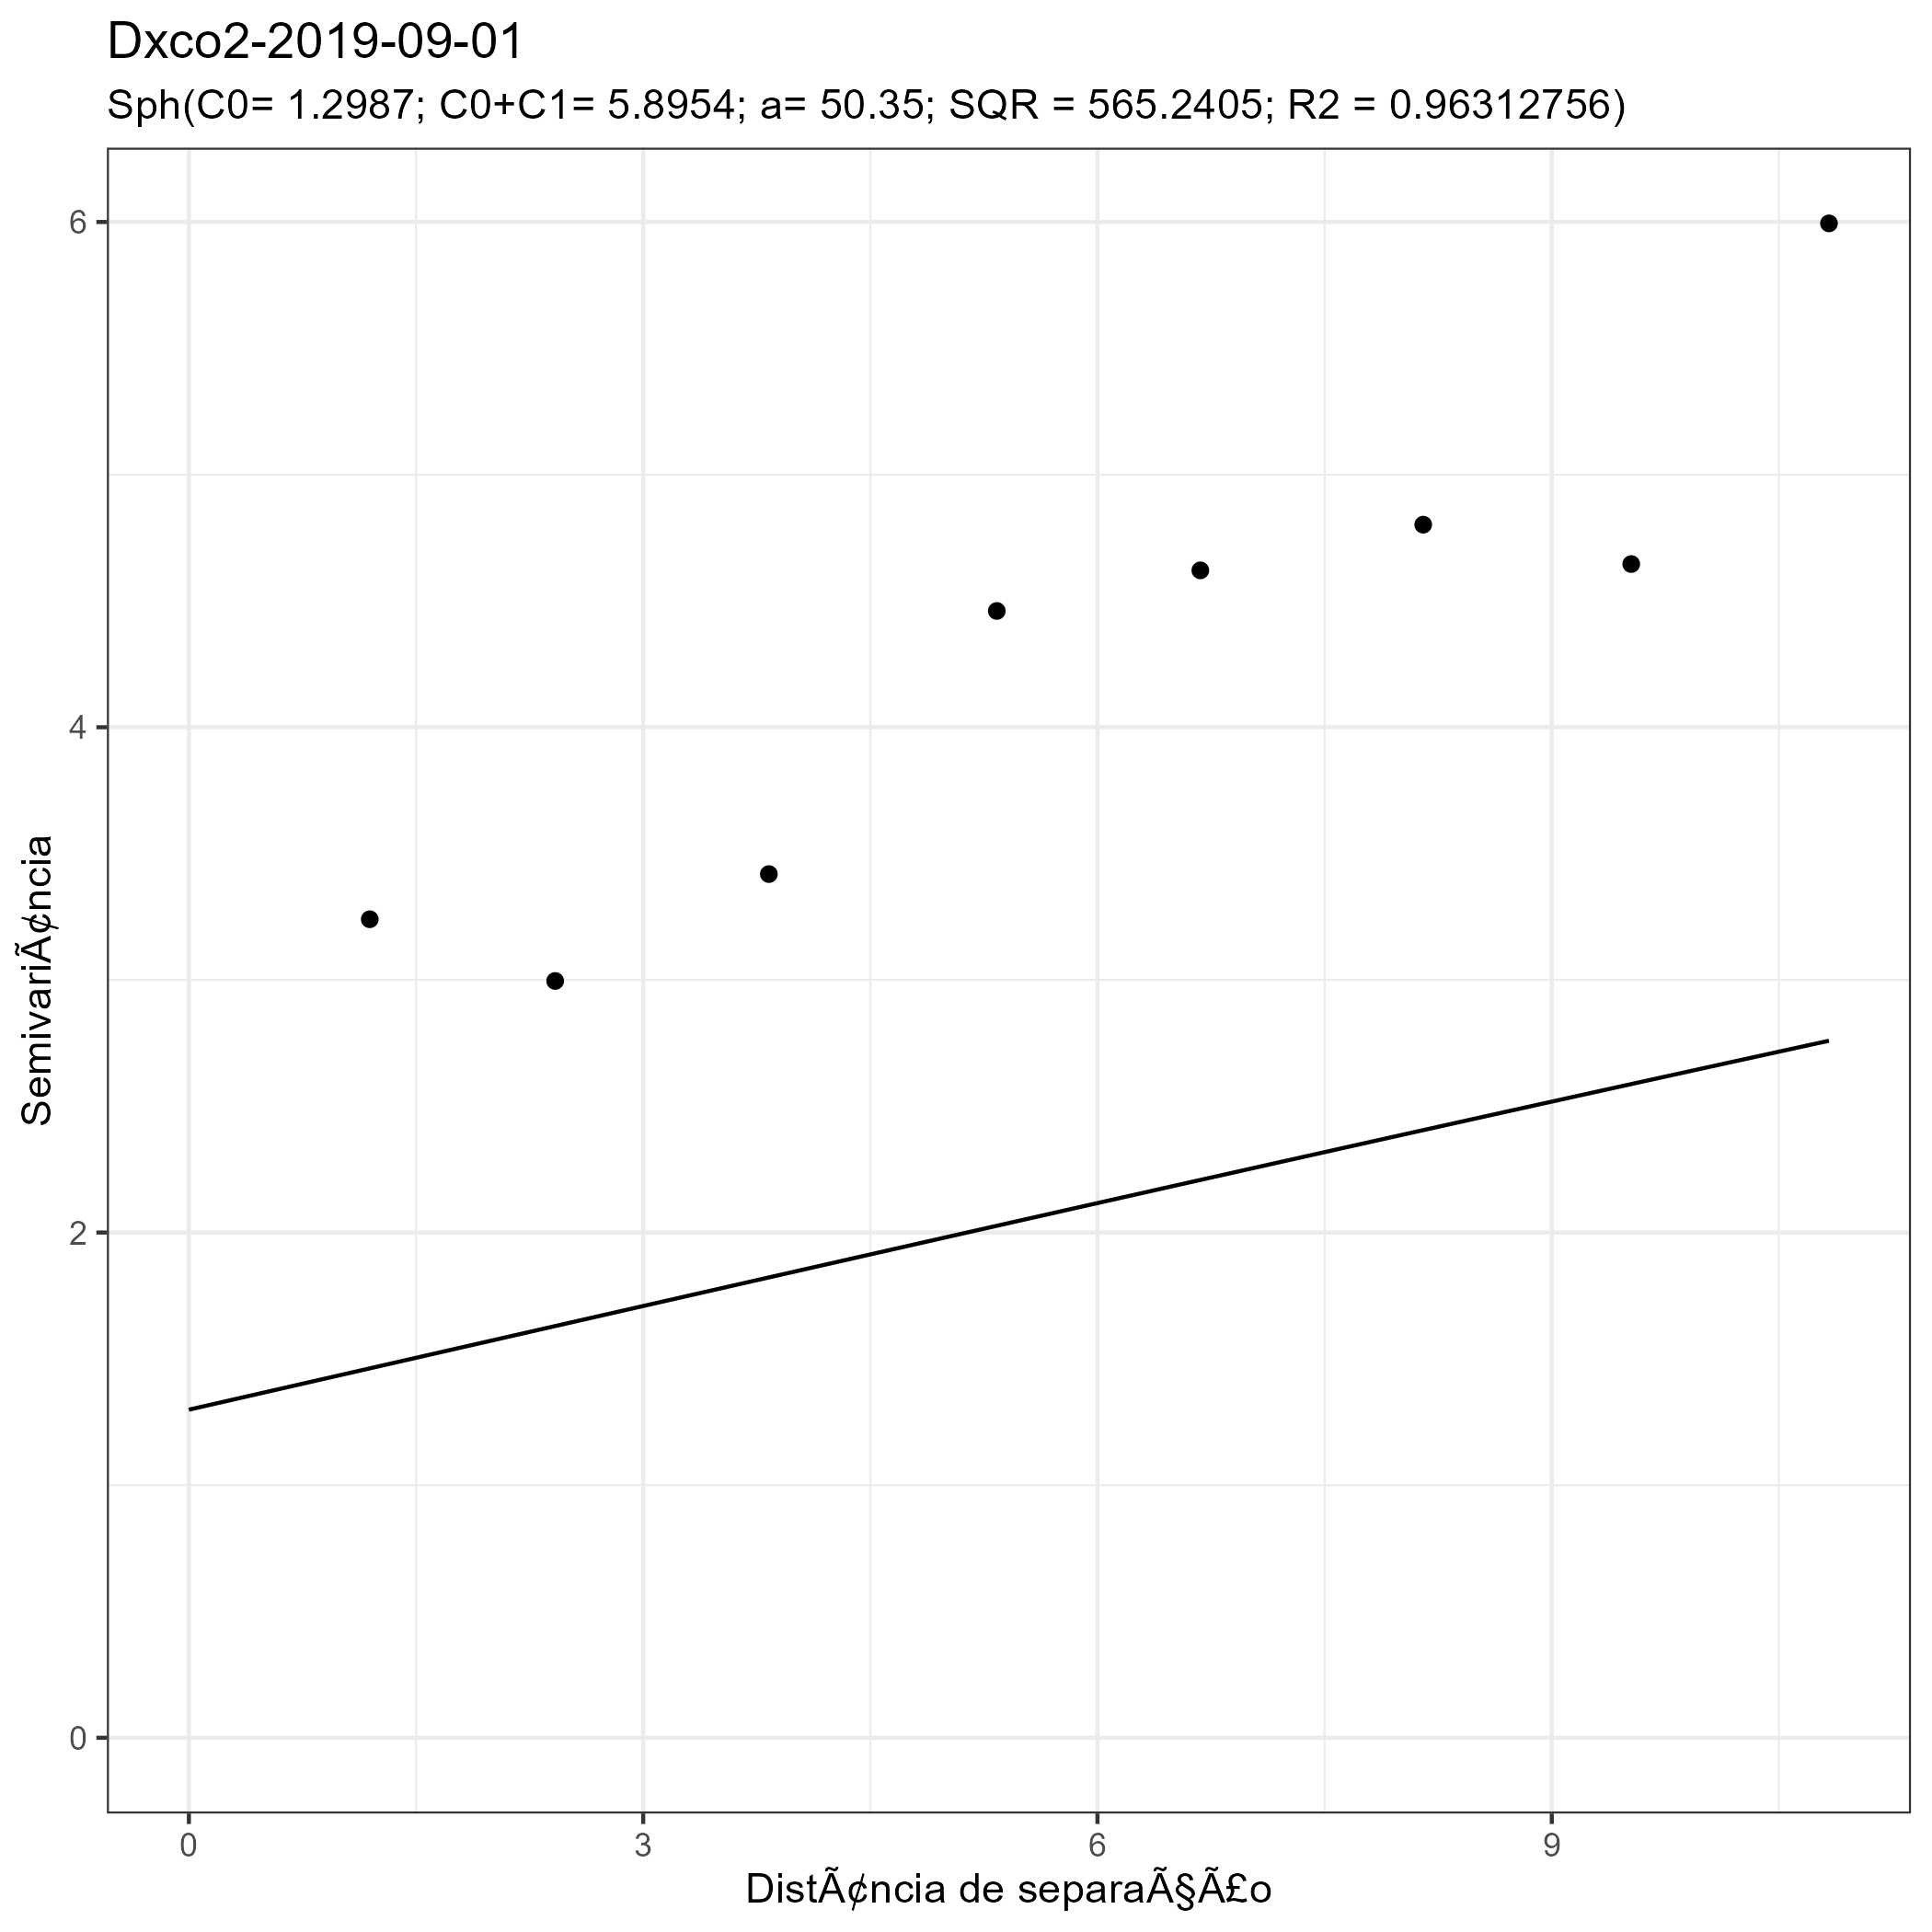 Dxco2-2019-09-01
Sph(C0= 1.2987; C0+C1= 5.8954; a= 50.35; SQR = 565.2405; R2 = 0.96312756)
6
4
2
0
SemivariÃ¢ncia
0 3 6 9
DistÃ¢ncia de separaÃ§Ã£o